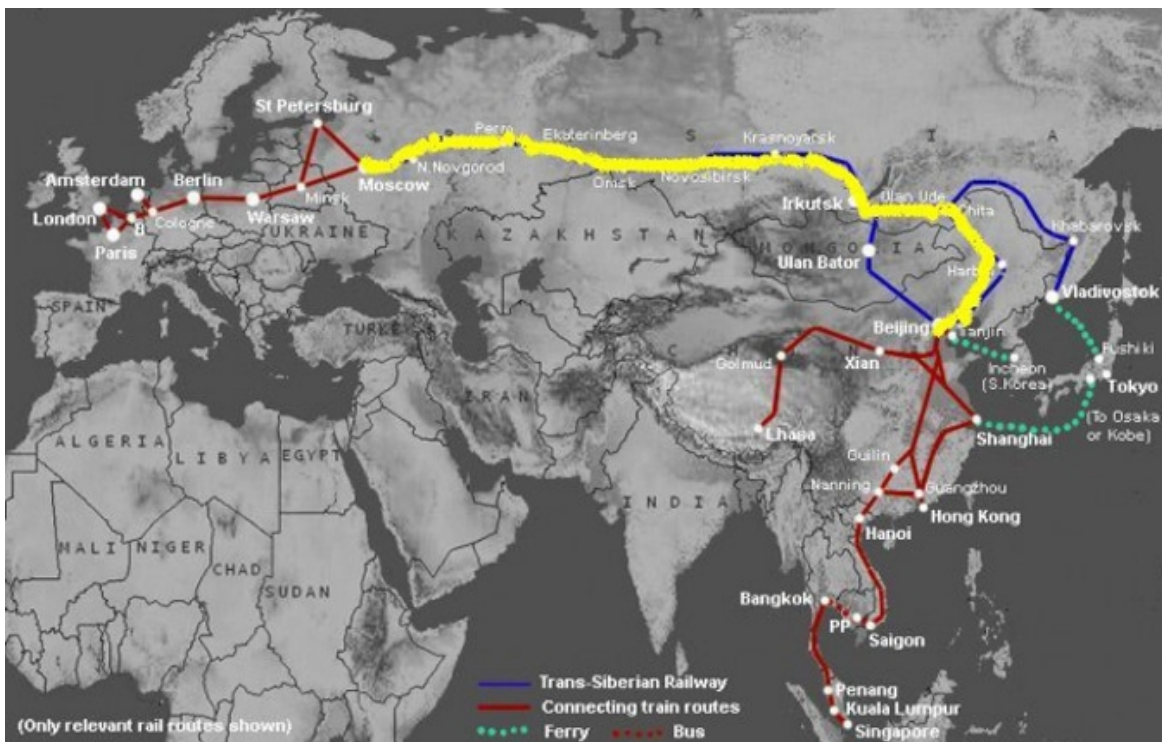 St Petersburg
Perm
Ekaterinberg
Krasnoyarsk
S
I
A
N.Novgorod
Moscow
Omsk
Novosibirsk
Amsterdam
Berlin
Minsk
London
Cologne
Warsaw
B
Paris
UKRAINE
KAZAKHSTAN
Irkutsk
Ulan Ude
Chita
Khabarovsk
MONGOLIA
Ulan Bator
Harb
Vladivostok
SPAIN
TURKE
Beijing
Tianjin
C
Golmud
Xian
Incheon
(S.Korea)
Fushiki
Tokyo
IRAN
ALGERIA
LIBYA
EGYPT
Lhasa
Shanghai
(To Osaka
or Kobe)
Guilin
Nanning
Guangzhou
INDIA
Hong Kong
Hanoi
MALI
NIGER
CHAD
SUDAN
Bangkok
PP
Saigon
Penang
Kuala Lumpur
Singapore
Trans-Siberian Railway
Connecting train routes
Ferry
Bus
(Only relevant rail routes shown)